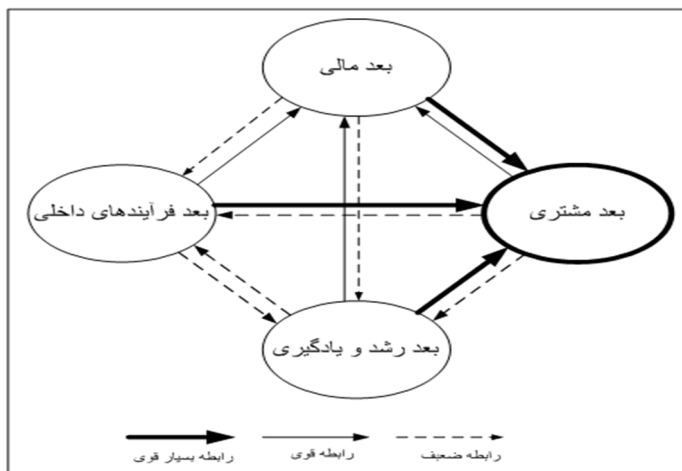 بعد مالی
بعد فرآیندهای داخلی
بعد مشتری
بعد رشد و یادگیری
رابطه بسیار قوی
رابطه قوی
رابطه ضعیف